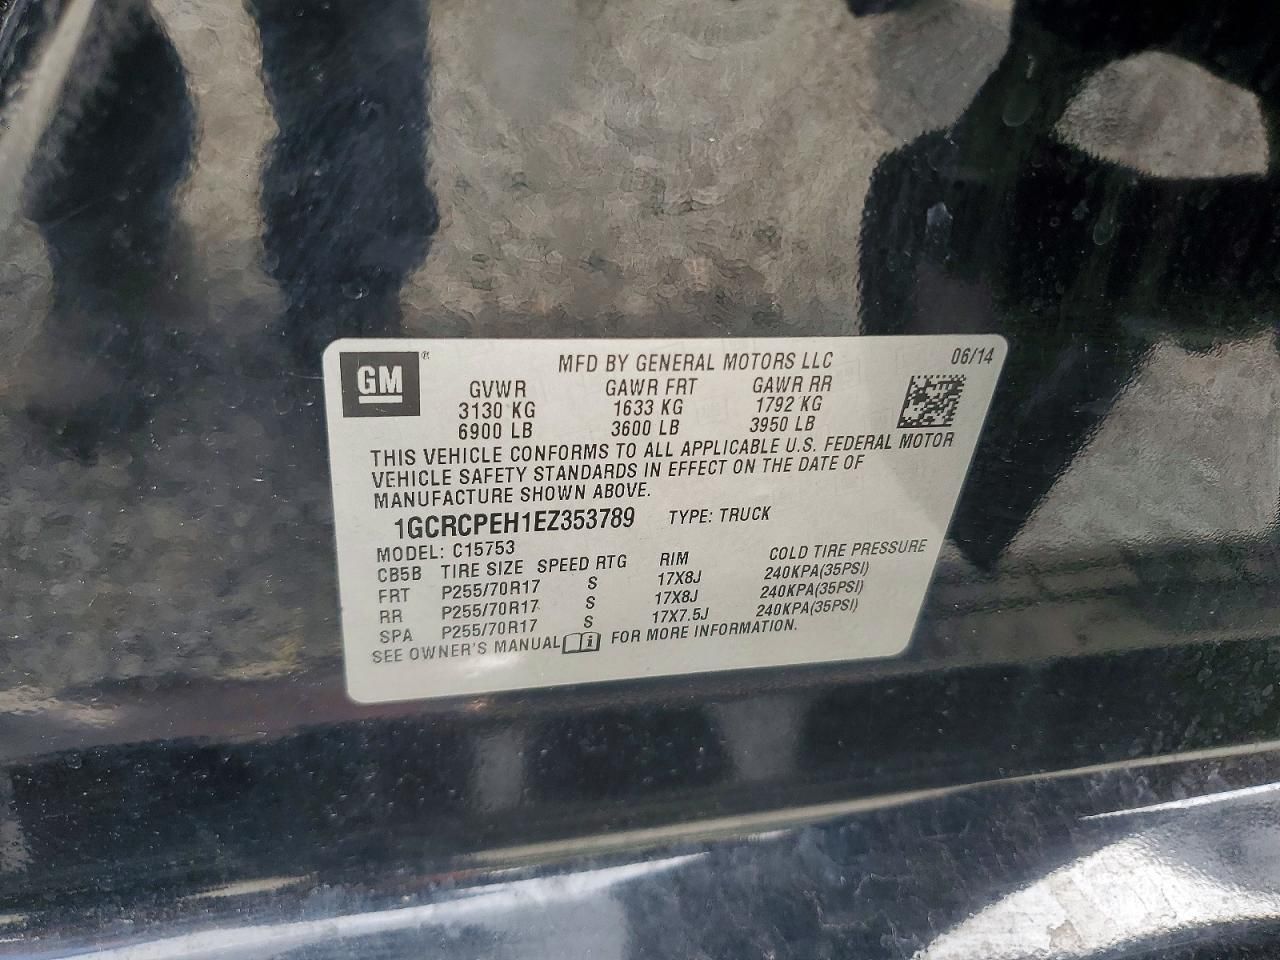 GM ®
MFD BY GENERAL MOTORS LLC 06/14
GVWR GAWR FRT GAWR RR
3130 KG 1633 KG 1792 KG
6900 LB 3600 LB 3950 LB
THIS VEHICLE CONFORMS TO ALL APPLICABLE U.S. FEDERAL MOTOR
VEHICLE SAFETY STANDARDS IN EFFECT ON THE DATE OF
MANUFACTURE SHOWN ABOVE.
1GCRCPEH1EZ353789 TYPE: TRUCK
MODEL: C15753
CB5B TIRE SIZE SPEED RTG RIM COLD TIRE PRESSURE
FRT P255/70R17 S 17X8J 240KPA(35PSI)
RR P255/70R17 S 17X8J 240KPA(35PSI)
SPA P255/70R17 S 17X7.5J 240KPA(35PSI)
SEE OWNER'S MANUAL i FOR MORE INFORMATION.